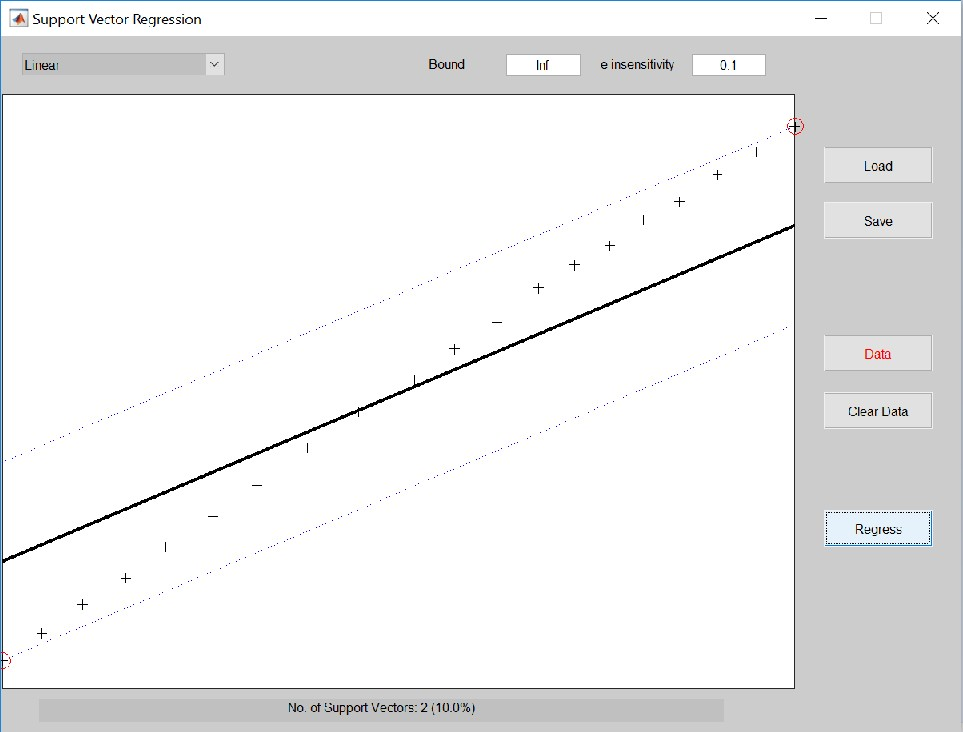 Support Vector Regression
Linear
Bound
Inf
e insensitivity
0.1
Load
Save
Data
Clear Data
Regress
No. of Support Vectors: 2 (10.0%)